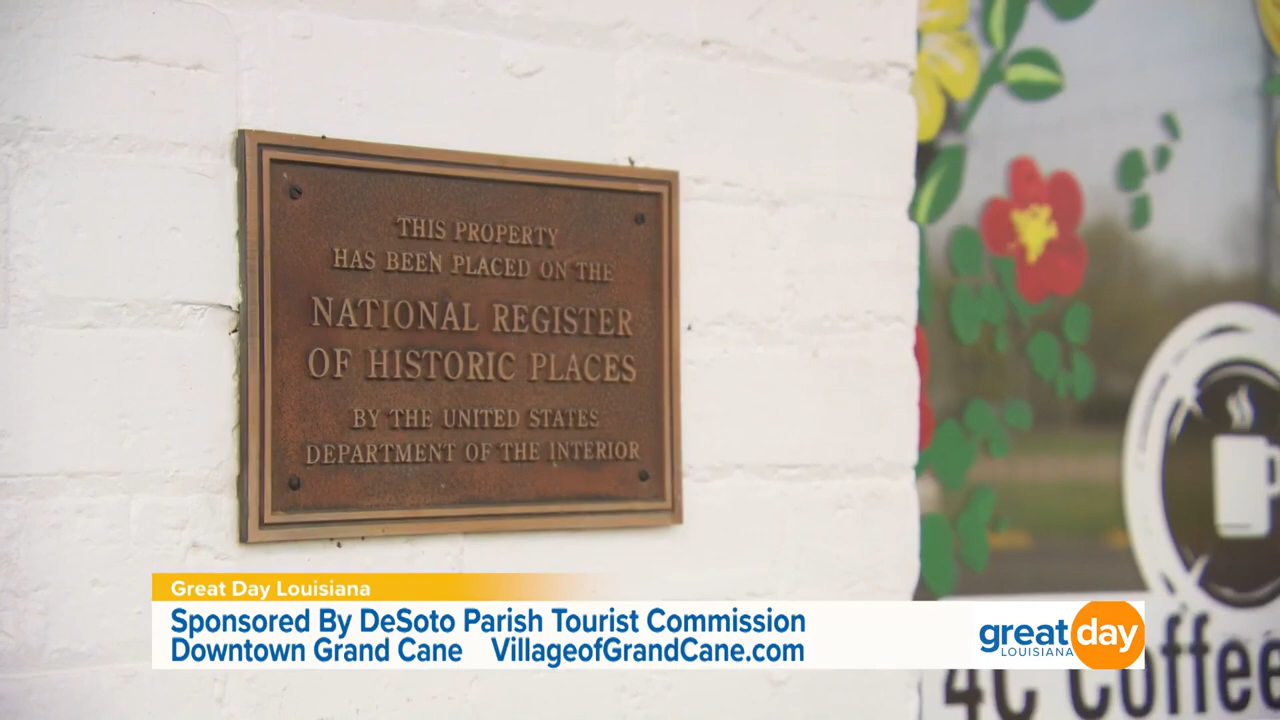 THIS PROPERTY
HAS BEEN PLACED ON THE
NATIONAL REGISTER
OF HISTORIC PLACES
BY THE UNITED STATES
DEPARTMENT OF THE INTERIOR
Great Day Louisiana
Sponsored By DeSoto Parish Tourist Commission
Downtown Grand Cane VillageofGrandCane.com
great day
LOUISIANA
4C Coffee